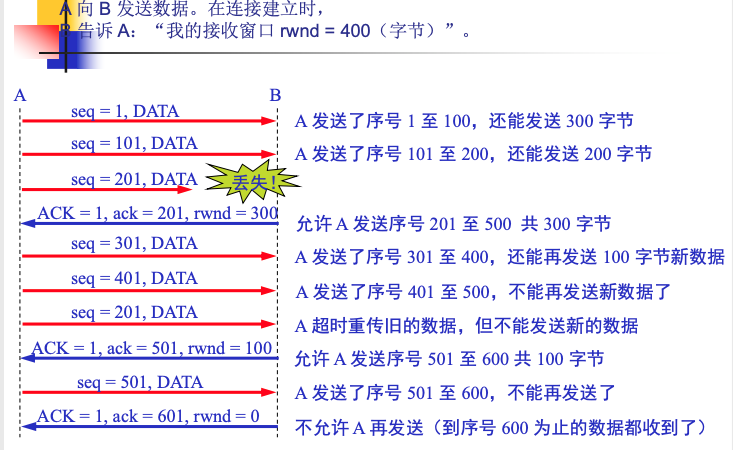 A 向 B 发送数据。在连接建立时，
B 告诉 A：“我的接收窗口 rwnd = 400（字节）”。
A B
seq = 1, DATA
A 发送了序号 1 至 100，还能发送 300 字节
seq = 101, DATA
A 发送了序号 101 至 200，还能发送 200 字节
seq = 201, DATA
丢失！
ACK = 1, ack = 201, rwnd = 300
允许 A 发送序号 201 至 500 共 300 字节
seq = 301, DATA
A 发送了序号 301 至 400，还能再发送 100 字节新数据
seq = 401, DATA
A 发送了序号 401 至 500，不能再发送新数据了
seq = 201, DATA
A 超时重传旧的数据，但不能发送新的数据
ACK = 1, ack = 501, rwnd = 100
允许 A 发送序号 501 至 600 共 100 字节
seq = 501, DATA
A 发送了序号 501 至 600，不能再发送了
ACK = 1, ack = 601, rwnd = 0
不允许 A 再发送（到序号 600 为止的数据都收到了）